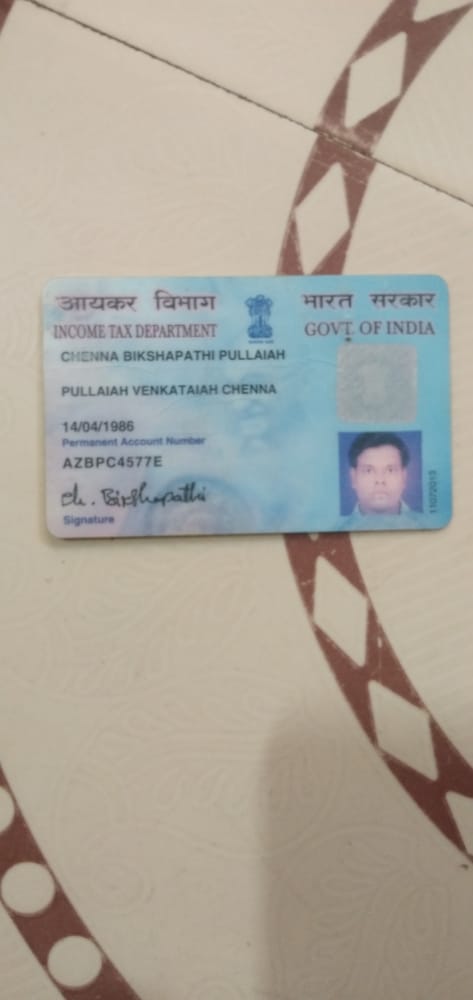 आयकर विभाग
भारत सरकार
INCOME TAX DEPARTMENT
GOVT. OF INDIA
CHENNA BIKSHAPATHI PULLAIAH
PULLAIAH VENKATAIAH CHENNA
14/04/1986
Permanent Account Number
AZBPC4577E
Ch. Bikshapathi
Signature